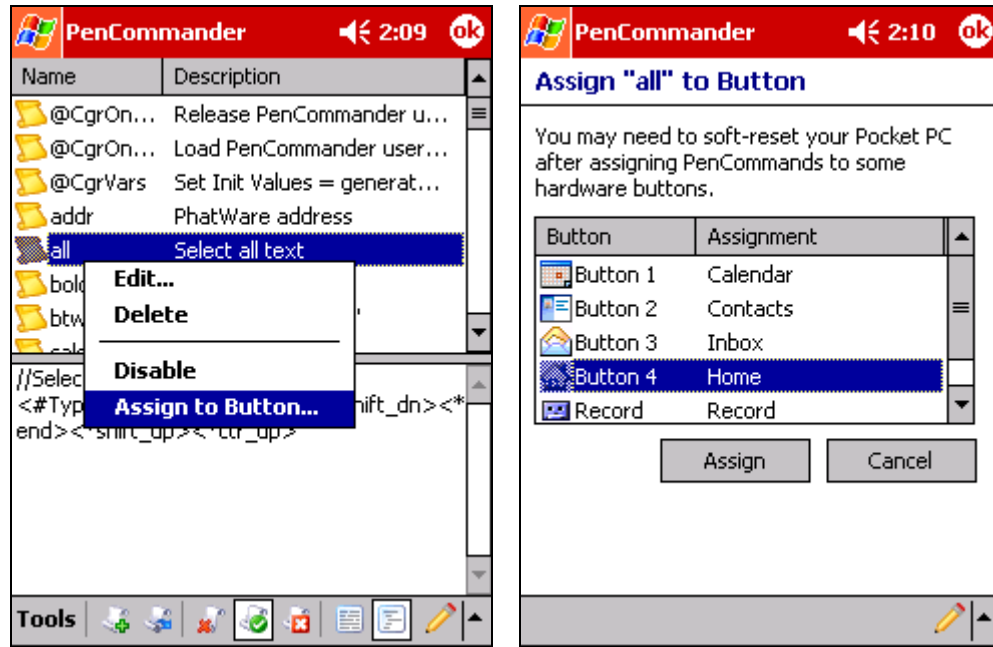 PenCommander 2:09 ok
Name Description
@CgrOn... Release PenCommander u...
@CgrOn... Load PenCommander user...
@CgrVars Set Init Values = generat...
addr PhatWare address
all Select all text
Edit...
Delete
Disable
Assign to Button...
end><*shift_up><*ctr_up>
Tools
PenCommander 2:10 ok
Assign "all" to Button
You may need to soft-reset your Pocket PC
after assigning PenCommands to some
hardware buttons.
Button Assignment
Button 1 Calendar
Button 2 Contacts
Button 3 Inbox
Button 4 Home
Record Record
Assign Cancel